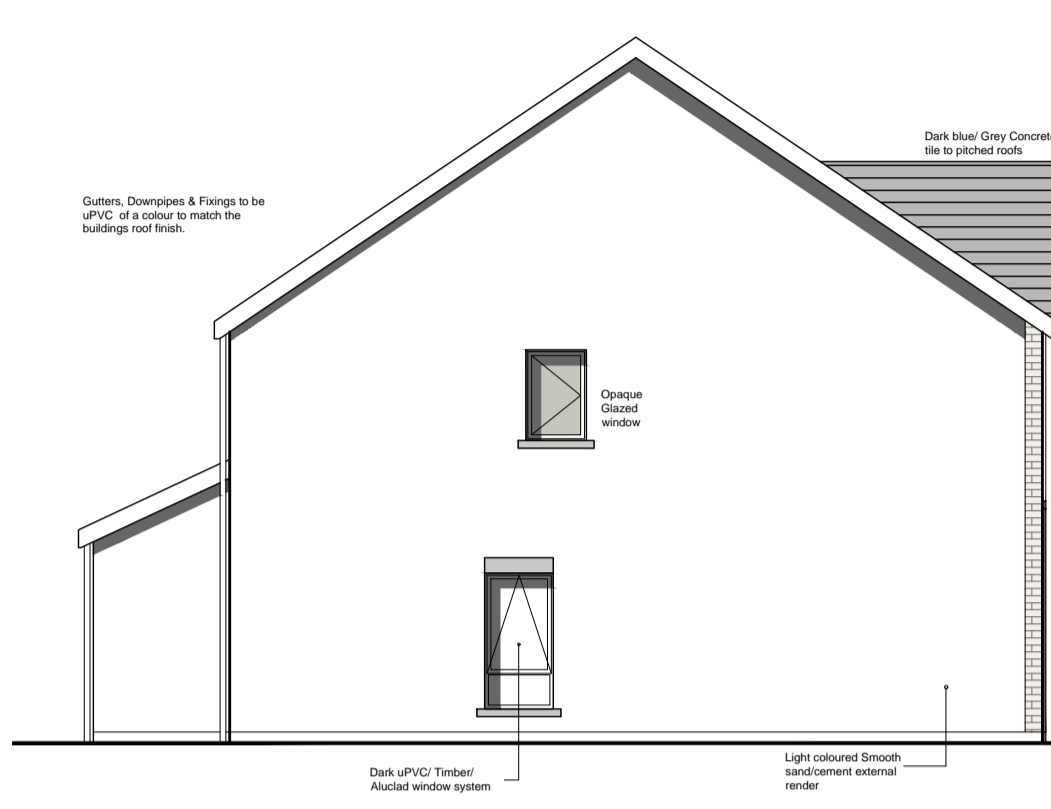 Dark blue/ Grey Concrete
tile to pitched roofs
Gutters, Downpipes & Fixings to be
uPVC of a colour to match the
buildings roof finish.
Opaque
Glazed
window
Light coloured Smooth
sand/cement external
render
Dark uPVC/ Timber/
Aluclad window system